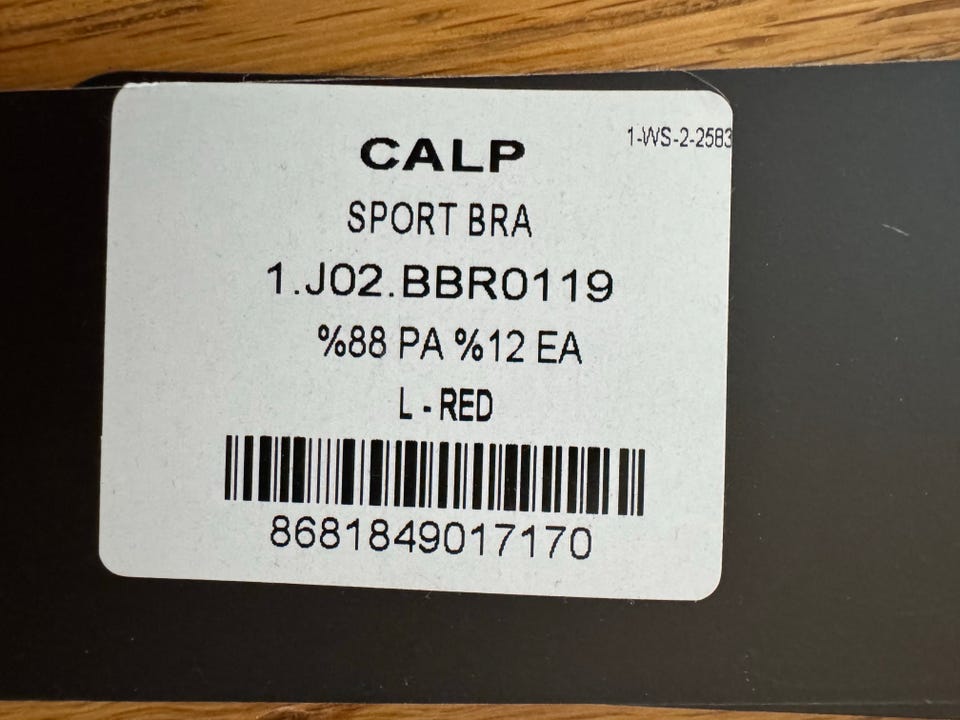 1-WS-2-2583
CALP
SPORT BRA
1.J02.BBR0119
%88 PA %12 EA
L - RED
8681849017170